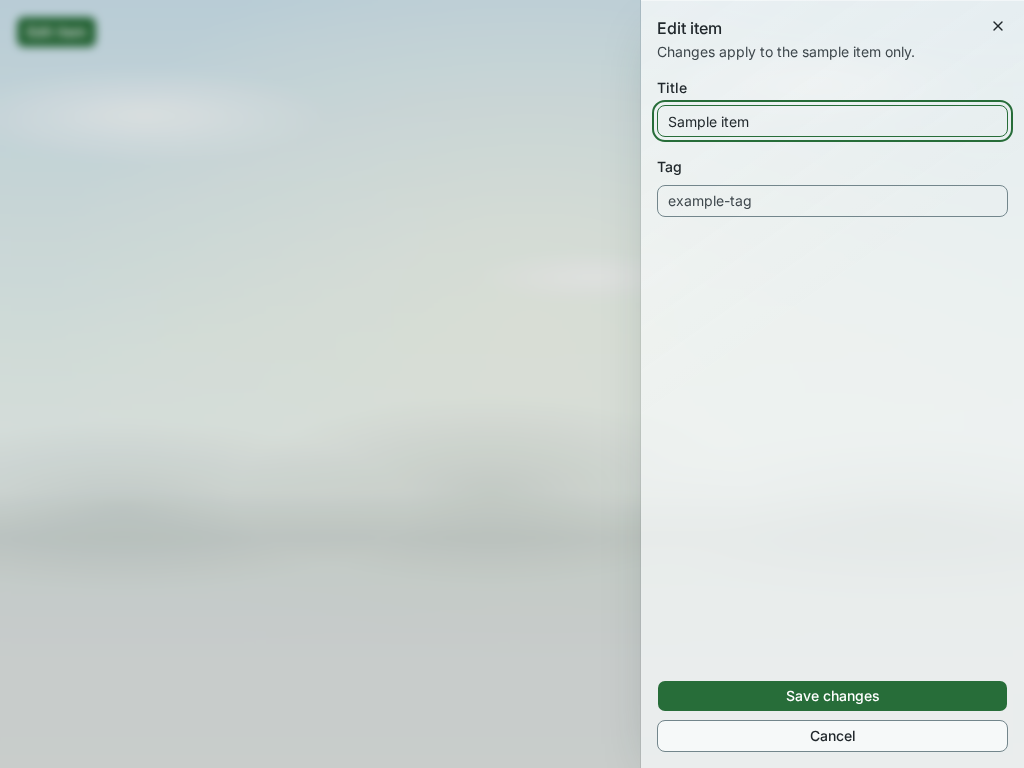 Edit item
Changes apply to the sample item only.
Title
Sample item
Tag
example-tag
Save changes
Cancel